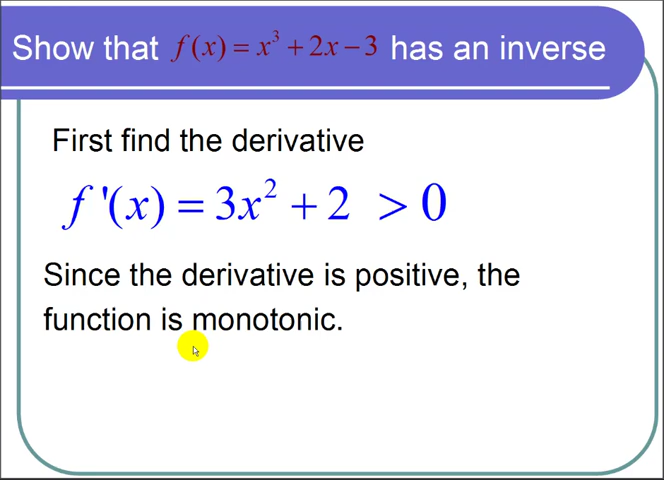 Show that f(x) = x³ + 2x − 3 has an inverse
First find the derivative
f '(x) = 3x² + 2 > 0
Since the derivative is positive, the
function is monotonic.